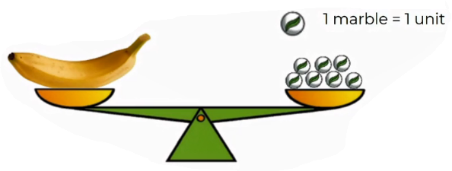 1 marble = 1 unit